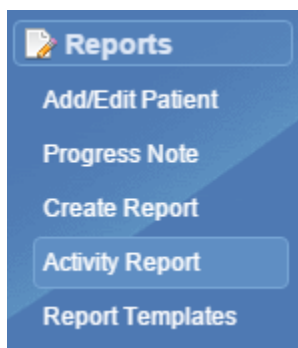 Reports
Add/Edit Patient
Progress Note
Create Report
Activity Report
Report Templates